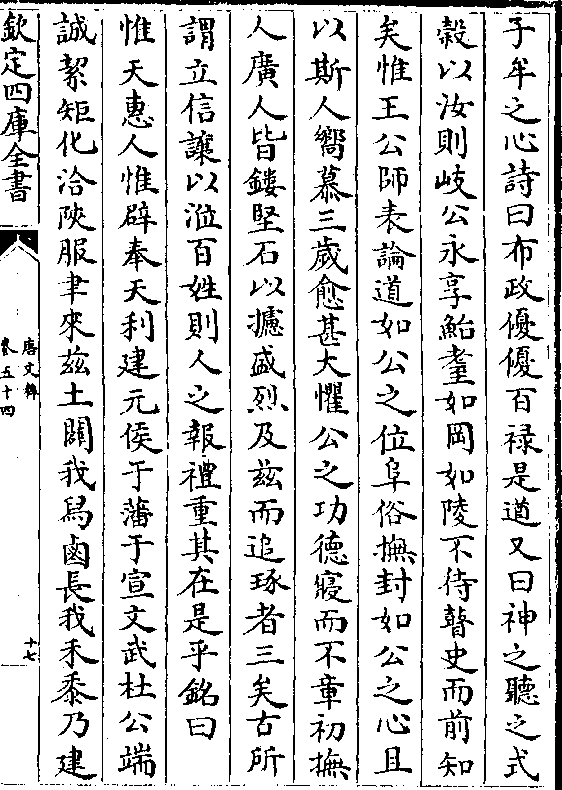 子牟之心詩曰布政優優百禄是遒又曰神之聽之式
穀以汝則岐公永享鮐耋如岡如陵不待瞽史而前知
矣惟王公師表論道如公之位阜俗撫封如公之心且
以斯人嚮慕三歲愈甚大懼公之功德寢而不章初撫
人廣人皆鏤堅石以攄盛烈及兹而追琢者三矣古所
謂立信讓以涖百姓則人之報禮重其在是乎銘曰
惟天惠人惟辟奉天利建元侯于藩于宣文武杜公端
誠絜矩化洽陝服聿來兹土闢我舄鹵長我禾黍乃建
欽定四庫全書
唐文粹
卷五十四
十七